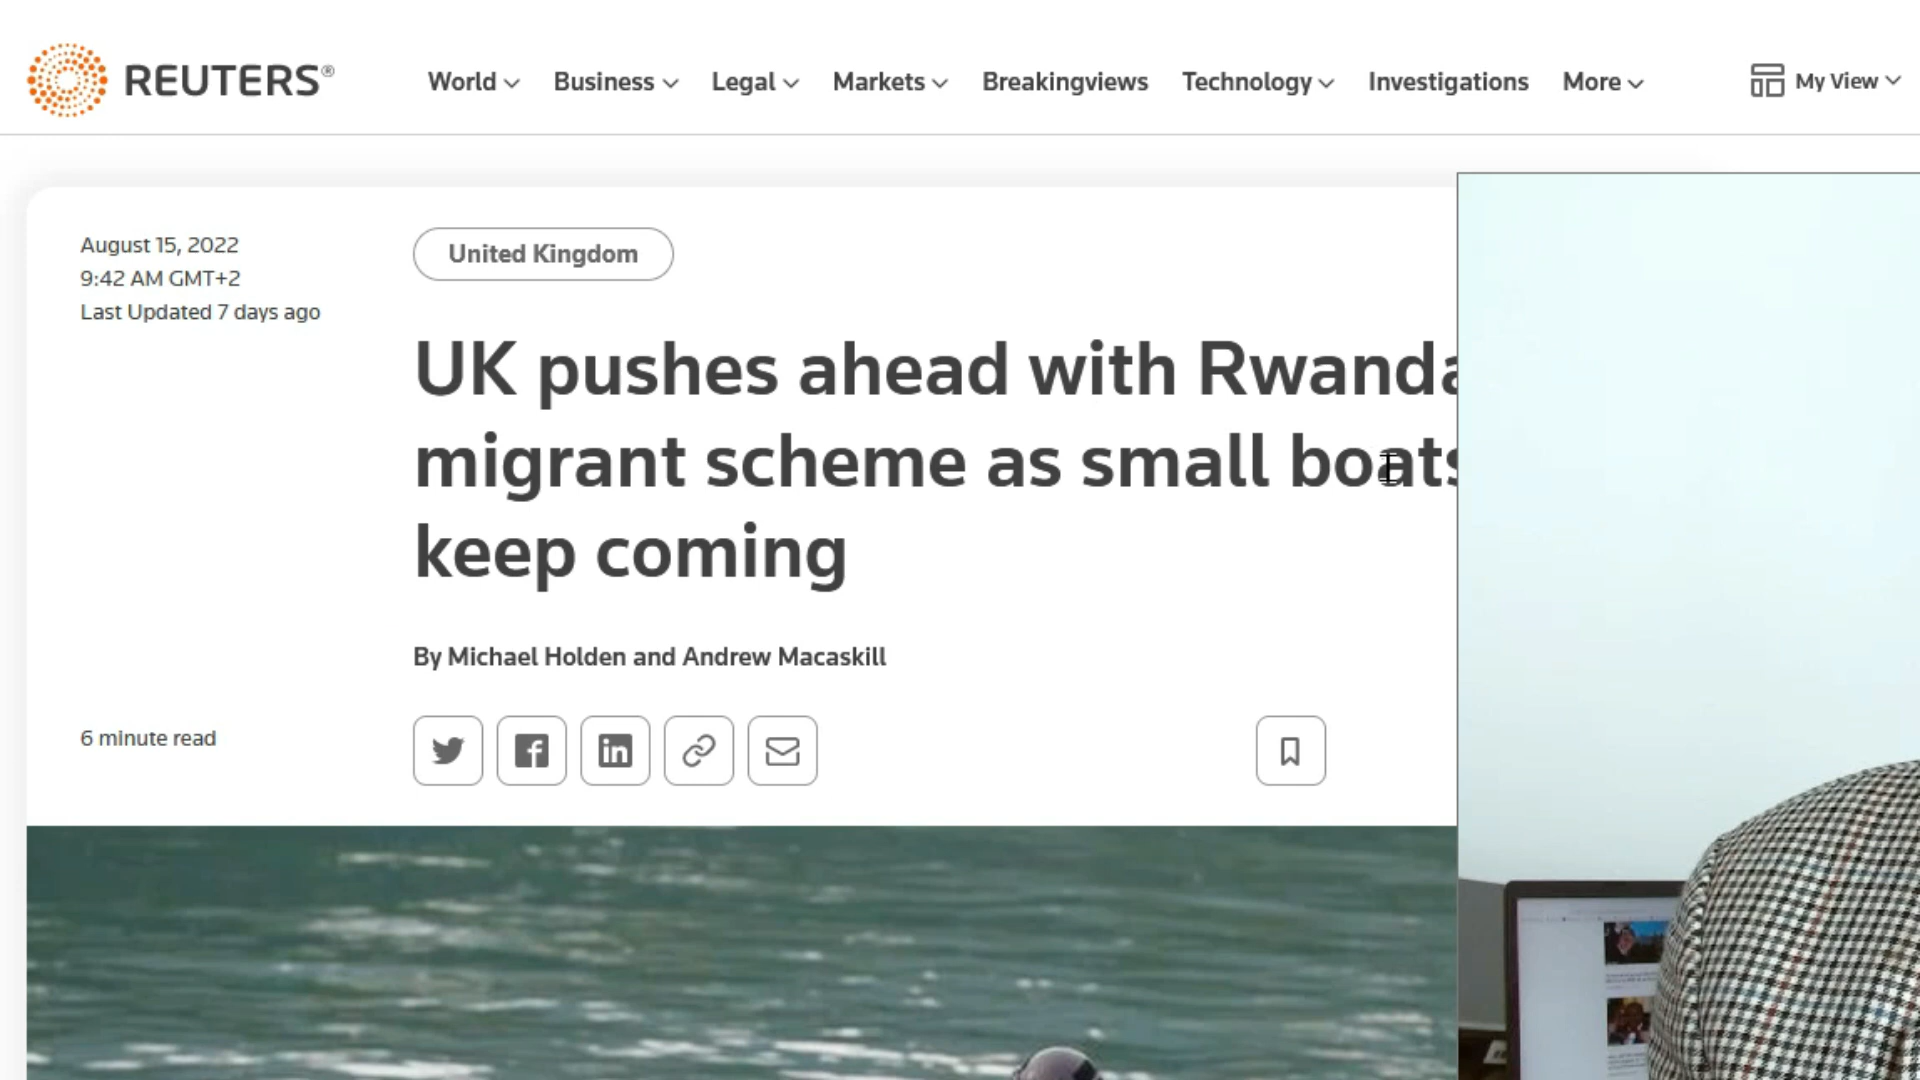 REUTERS®
World Business Legal Markets Breakingviews Technology Investigations More My View
August 15, 2022
9:42 AM GMT+2
Last Updated 7 days ago
United Kingdom
UK pushes ahead with Rwanda
migrant scheme as small boats
keep coming
By Michael Holden and Andrew Macaskill
6 minute read